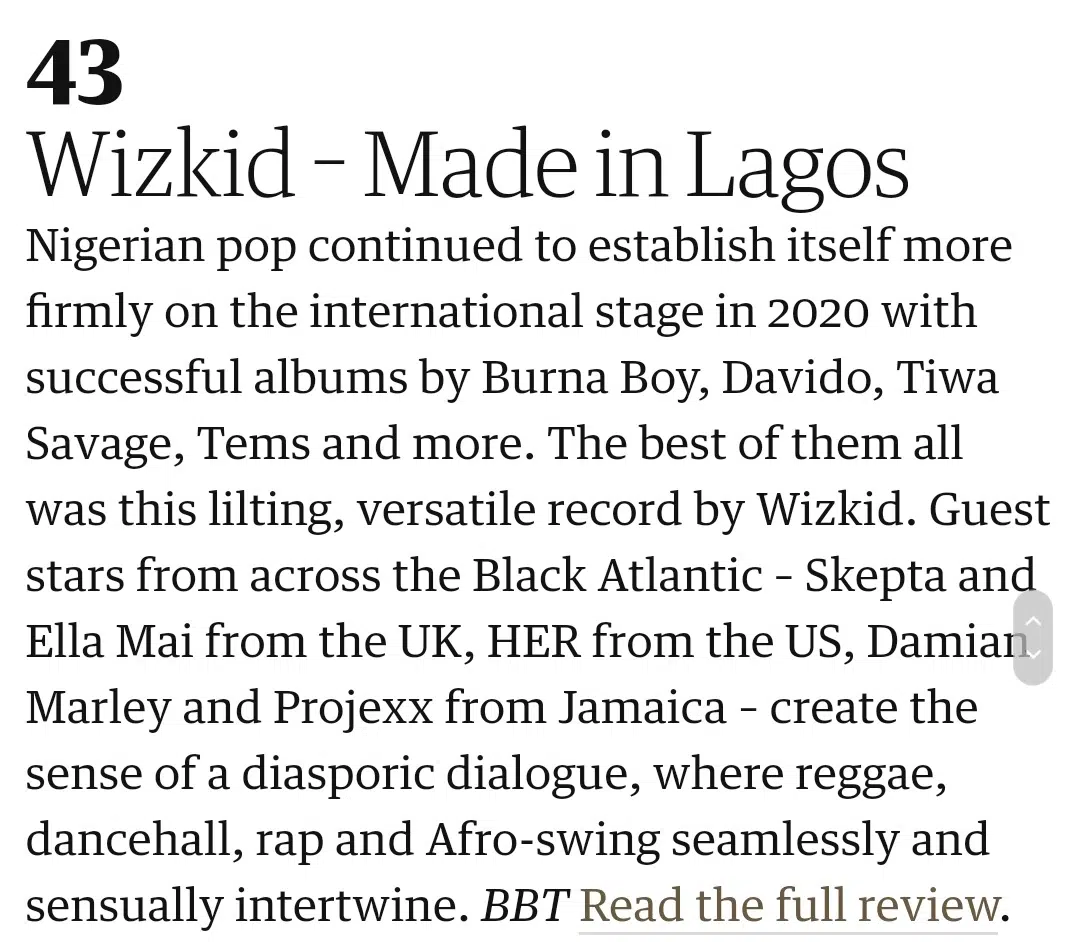 43
Wizkid – Made in Lagos
Nigerian pop continued to establish itself more
firmly on the international stage in 2020 with
successful albums by Burna Boy, Davido, Tiwa
Savage, Tems and more. The best of them all
was this lilting, versatile record by Wizkid. Guest
stars from across the Black Atlantic – Skepta and
Ella Mai from the UK, HER from the US, Damian
Marley and Projexx from Jamaica – create the
sense of a diasporic dialogue, where reggae,
dancehall, rap and Afro-swing seamlessly and
sensually intertwine. BBT Read the full review.